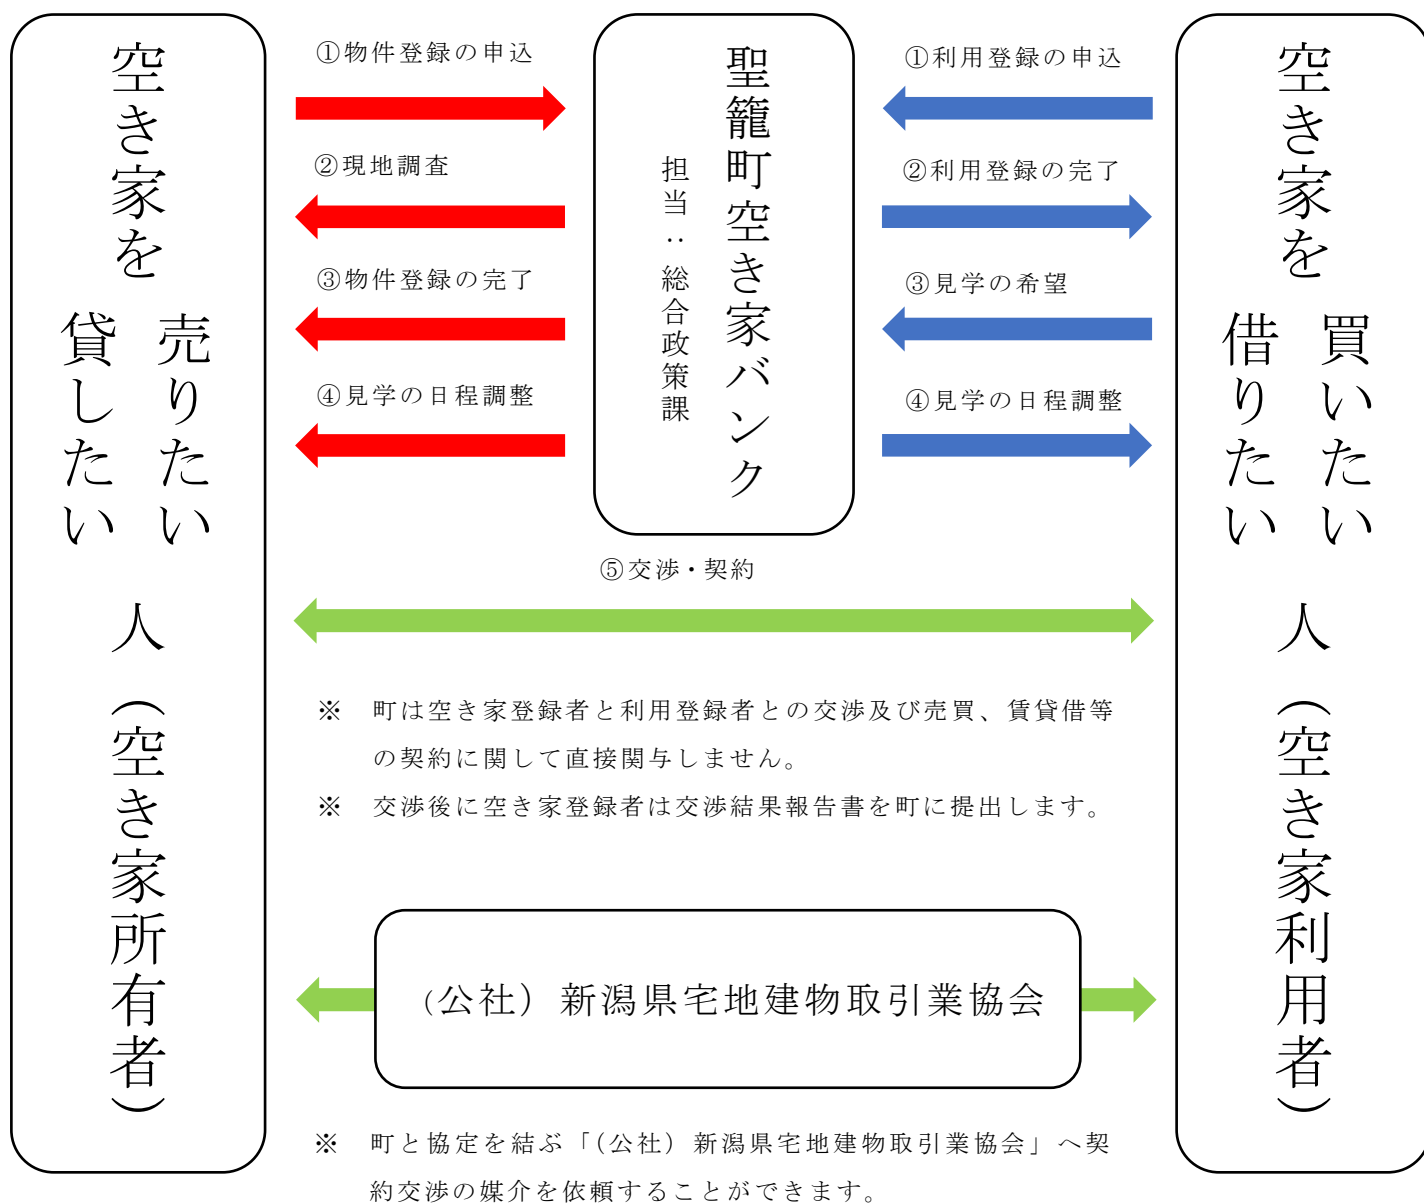 空き家を
売りたい
貸したい
人（空き家所有者）
①物件登録の申込
②現地調査
③物件登録の完了
④見学の日程調整
聖籠町空き家バンク
担当：総合政策課
①利用登録の申込
②利用登録の完了
③見学の希望
④見学の日程調整
空き家を
買いたい
借りたい
人（空き家利用者）
⑤交渉・契約
※　町は空き家登録者と利用登録者との交渉及び売買、賃貸借等
の契約に関して直接関与しません。
※　交渉後に空き家登録者は交渉結果報告書を町に提出します。
(公社）新潟県宅地建物取引業協会
※　町と協定を結ぶ「(公社）新潟県宅地建物取引業協会」へ契
約交渉の媒介を依頼することができます。